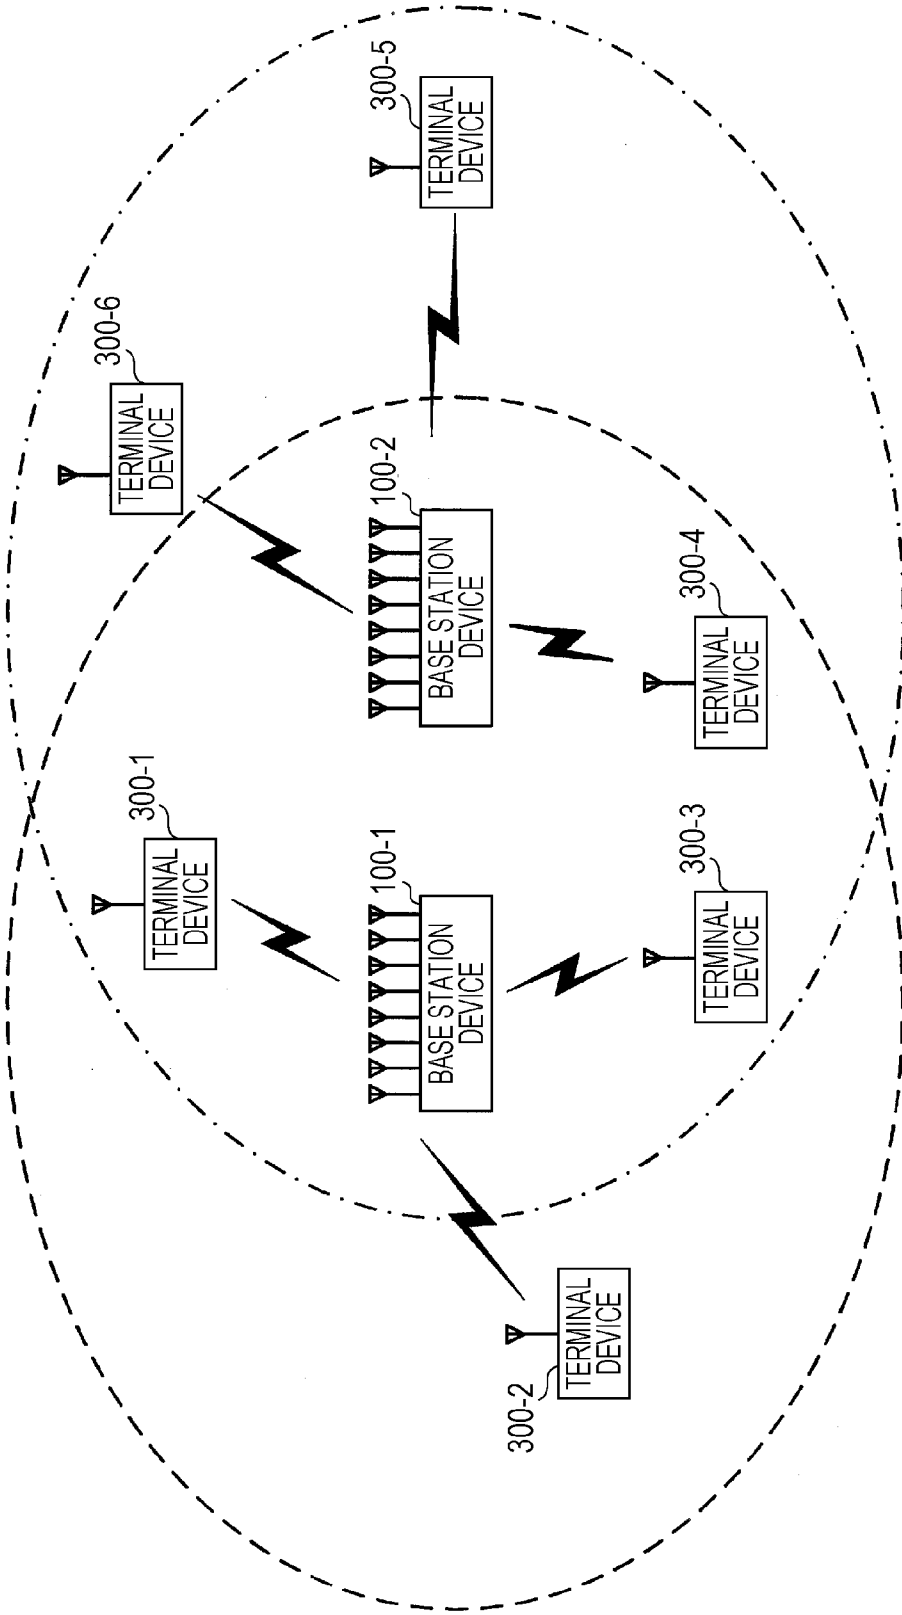 300-1
TERMINAL
DEVICE
300-6
TERMINAL
DEVICE
300-2
TERMINAL
DEVICE
100-1
BASE STATION
DEVICE
100-2
BASE STATION
DEVICE
300-5
TERMINAL
DEVICE
300-3
TERMINAL
DEVICE
300-4
TERMINAL
DEVICE